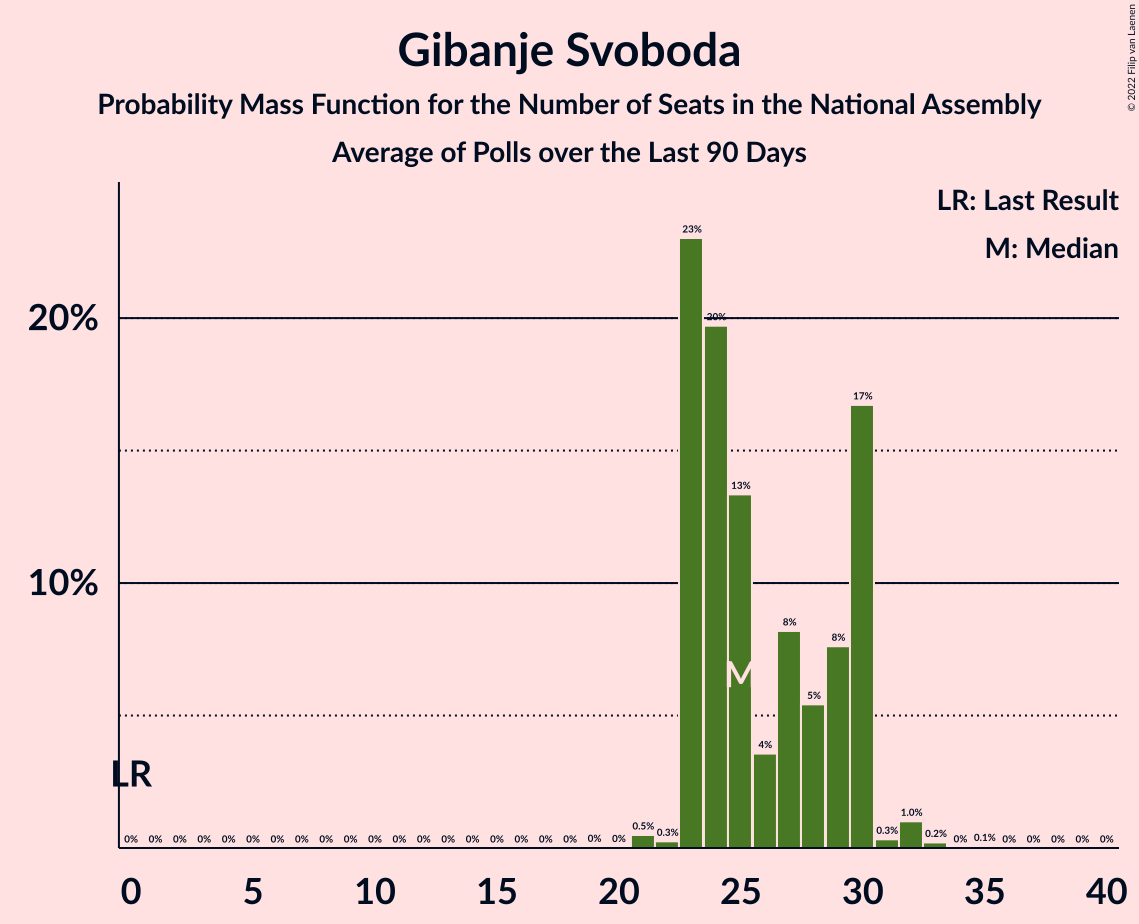 Gibanje Svoboda
Probability Mass Function for the Number of Seats in the National Assembly
Average of Polls over the Last 90 Days
© 2022 Filip van Laenen
LR: Last Result
M: Median
23%
20%
20%
17%
13%
10%
8%
8%
M
5%
4%
LR
0% 0% 0% 0% 0% 0% 0% 0% 0% 0% 0% 0% 0% 0% 0% 0% 0% 0% 0% 0% 0% 0.5% 0.3% 0.3% 1.0% 0.2% 0% 0.1% 0% 0% 0% 0% 0%
0 5 10 15 20 25 30 35 40